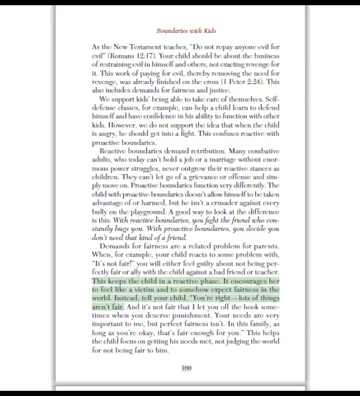 Boundaries with Kids
As the New Testament teaches, "Do not repay anyone evil for
evil" (Romans 12:17). Your child should be about the business
of restraining evil in himself and others, not exacting revenge for
it. This work of paying for evil, thereby removing the need for
revenge, was already finished on the cross (1 Peter 2:24). This
also includes demands for fairness and justice.
We support kids' being able to take care of themselves. Self-
defense classes, for example, can help a child learn to defend
himself and have confidence in his ability to function with other
kids. However, we do not support the idea that when the child
is angry, he should get into a fight. This confuses reactive with
proactive boundaries.
Reactive boundaries demand retribution. Many combative
adults, who today can't hold a job or a marriage without enor-
mous power struggles, never outgrew their reactive stances as
children. They can't let go of a grievance or offense and sim-
ply move on. Proactive boundaries function very differently. The
child with proactive boundaries doesn't allow himself to be taken
advantage of or harmed, but he isn't a crusader against every
bully on the playground. A good way to look at the difference
is this: With reactive boundaries, you fight the friend who con-
stantly bugs you. With proactive boundaries, you decide you
don't need that kind of a friend.
Demands for fairness are a related problem for parents.
When, for example, your child reacts to some problem with,
"It's not fair!" you will either feel guilty about not being per-
fectly fair or ally with the child against a bad friend or teacher.
This keeps the child in a reactive phase. It encourages her
to feel like a victim and to somehow expect fairness in the
world. Instead, tell your child, "You're right—lots of things
aren't fair. And it's not fair that I let you off the hook some-
times when you deserve punishment. Your needs are very
important to me, but perfect fairness isn't. In this family, as
long as you're okay, that's fair enough for me." This helps
the child focus on getting his needs met, not judging the world
for not being fair to him.
160